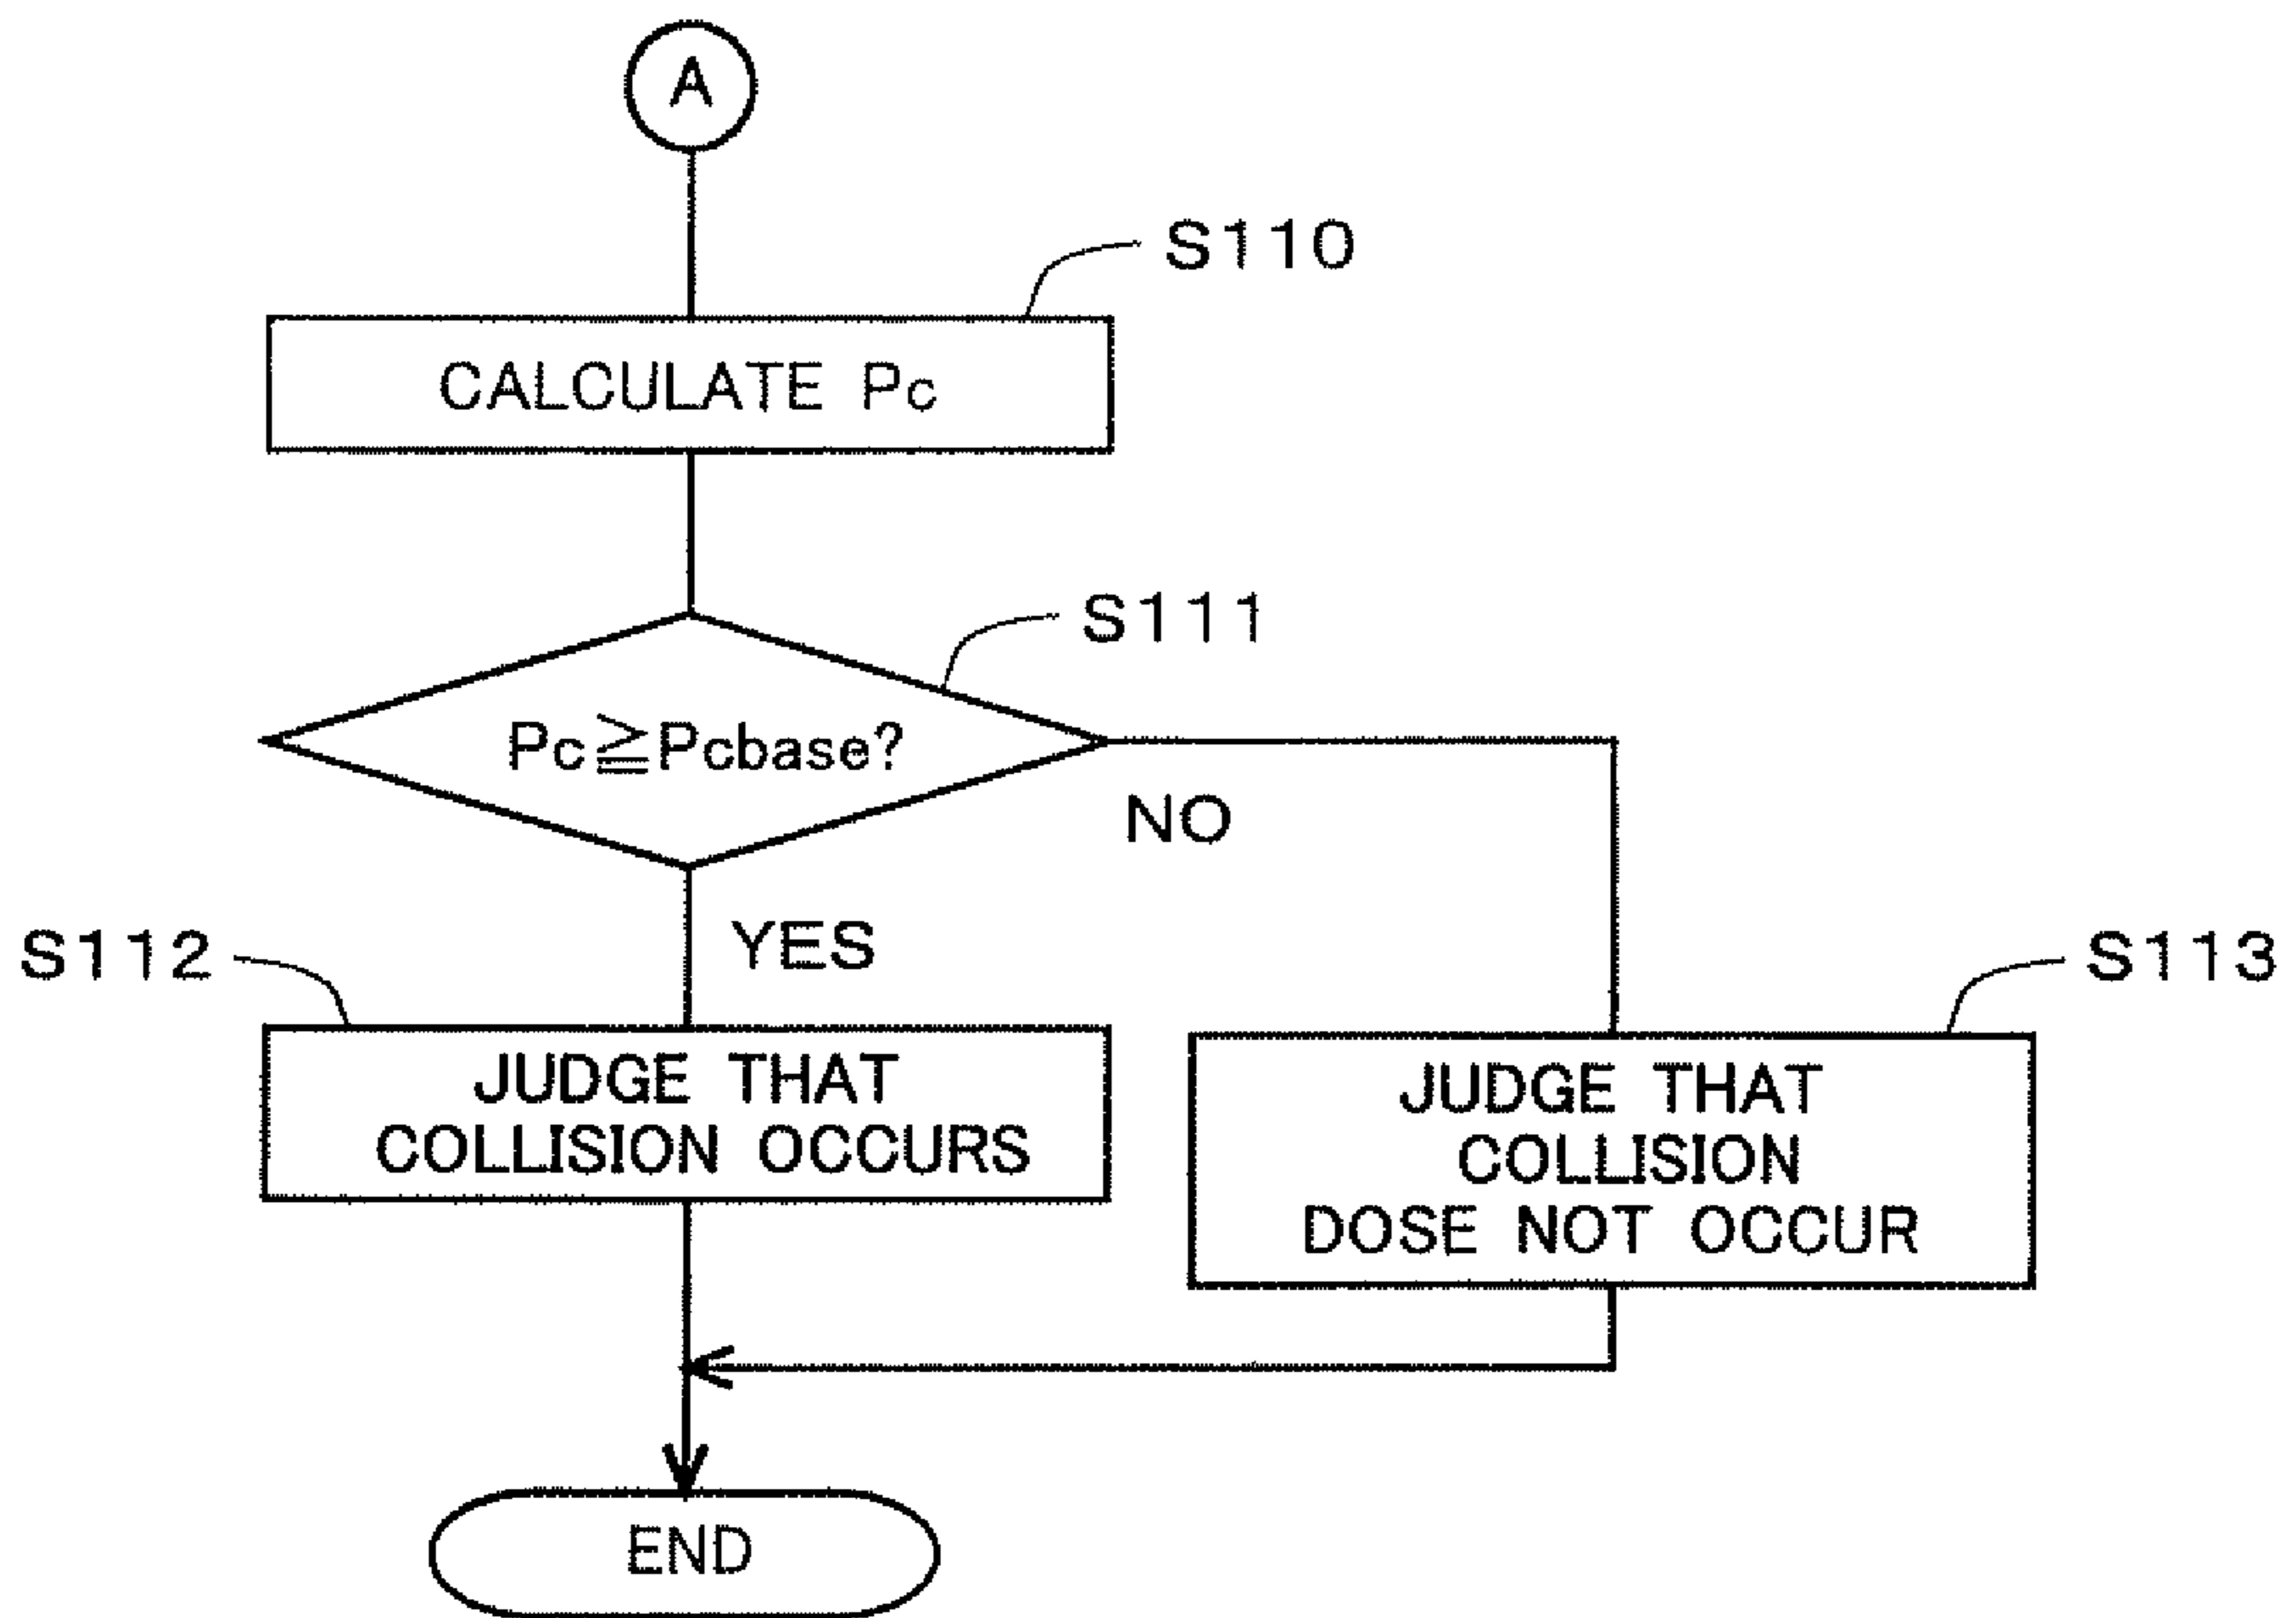 A
S110
CALCULATE Pc
S111
Pc≧Pcbase?
NO
YES
S112
S113
JUDGE THAT
COLLISION OCCURS
JUDGE THAT
COLLISION
DOSE NOT OCCUR
END